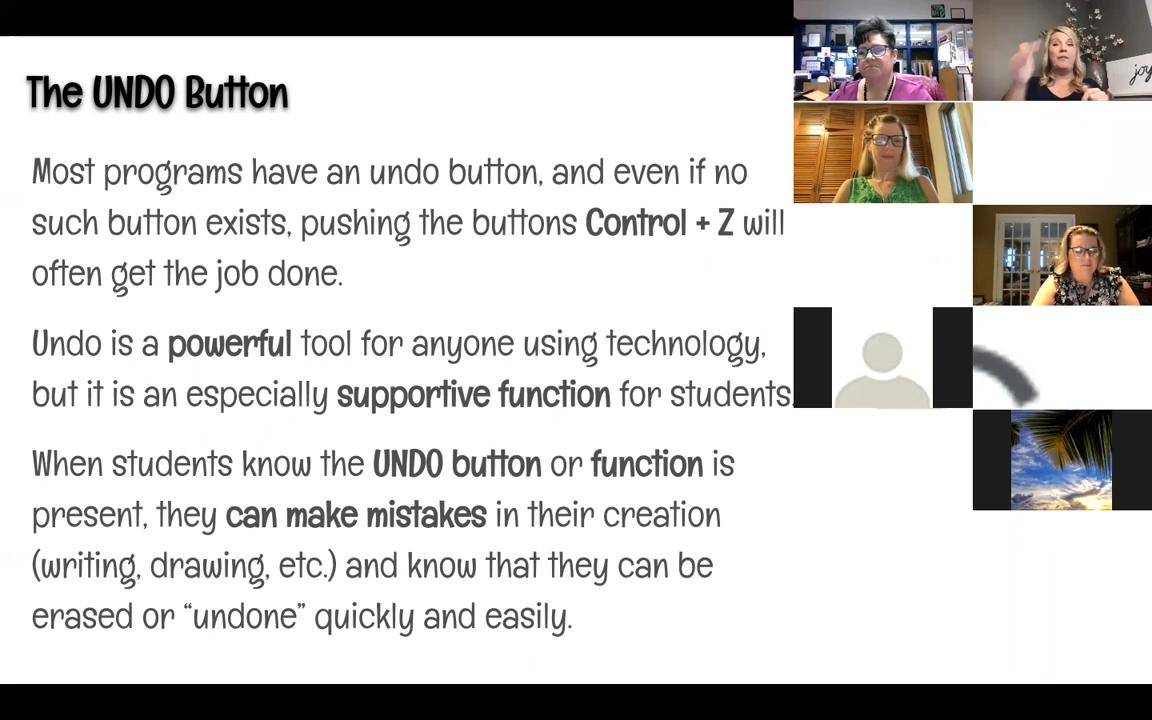 The UNDO Button
Most programs have an undo button, and even if no
such button exists, pushing the buttons Control + Z will
often get the job done.
Undo is a powerful tool for anyone using technology,
but it is an especially supportive function for students.
When students know the UNDO button or function is
present, they can make mistakes in their creation
(writing, drawing, etc.) and know that they can be
erased or “undone” quickly and easily.
joy